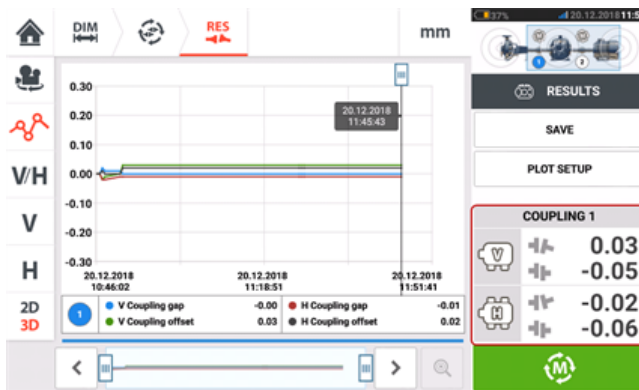 37%
20.12.2018 11:5
DIM
RES
mm
RESULTS
SAVE
PLOT SETUP
V/H
V
H
2D
3D
0.30
0.20
0.10
0.00
-0.10
-0.20
-0.30
20.12.2018
11:45:43
20.12.2018
10:46:02
20.12.2018
11:18:51
20.12.2018
11:51:41
1 V Coupling gap -0.00 H Coupling gap -0.01
V Coupling offset 0.03 H Coupling offset 0.02
1 2
COUPLING 1
V 0.03
-0.05
H -0.02
-0.06
M